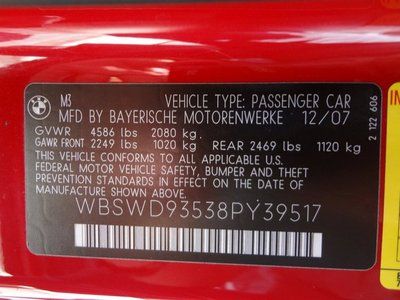 M3 VEHICLE TYPE: PASSENGER CAR
MFD BY BAYERISCHE MOTORENWERKE 12/07
GVWR 4586 lbs 2080 kg.
GAWR FRONT 2249 lbs 1020 kg REAR 2469 lbs 1120 kg
THIS VEHICLE CONFORMS TO ALL APPLICABLE
FEDERAL MOTOR VEHICLE SAFETY, BUMPER AND THEFT
PREVENTION STANDARDS IN EFFECT ON THE DATE
OF MANUFACTURE SHOWN ABOVE.
WBSWD93538PY39517
2 122 606